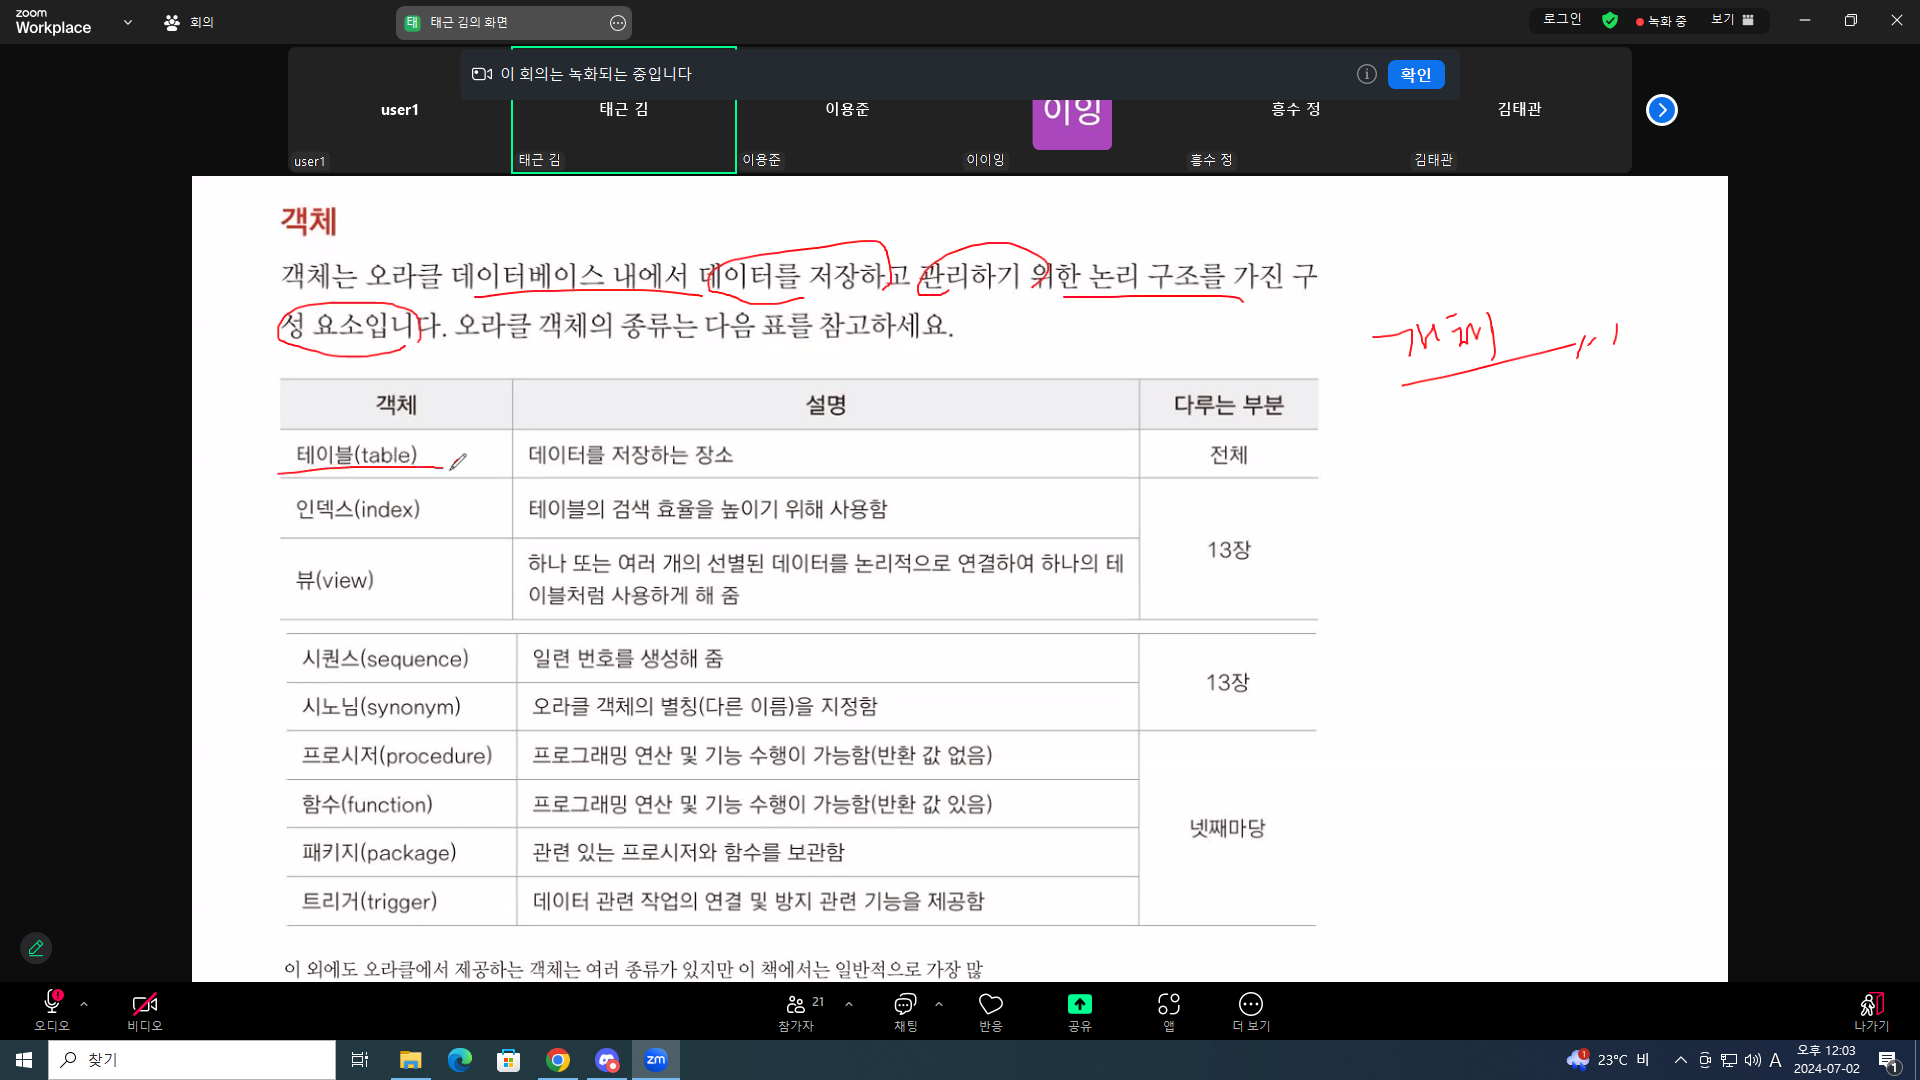 zoom
Workplace
회의
태 태근 김의 화면
로그인
녹화 중
보기
이 회의는 녹화되는 중입니다
확인
user1
태근 김
이용준
이잉
흥수 정
김태관
user1
태근 김
이용준
이이잉
흥수 정
김태관
객체
객체는 오라클 데이터베이스 내에서 데이터를 저장하고 관리하기 위한 논리 구조를 가진 구
성 요소입니다. 오라클 객체의 종류는 다음 표를 참고하세요.
개체
객체 설명 다루는 부분
테이블(table) 데이터를 저장하는 장소 전체
인덱스(index) 테이블의 검색 효율을 높이기 위해 사용함
13장
뷰(view) 하나 또는 여러 개의 선별된 데이터를 논리적으로 연결하여 하나의 테
이블처럼 사용하게 해 줌
시퀀스(sequence) 일련 번호를 생성해 줌
13장
시노님(synonym) 오라클 객체의 별칭(다른 이름)을 지정함
프로시저(procedure) 프로그래밍 연산 및 기능 수행이 가능함(반환 값 없음)
함수(function) 프로그래밍 연산 및 기능 수행이 가능함(반환 값 있음)
넷째마당
패키지(package) 관련 있는 프로시저와 함수를 보관함
트리거(trigger) 데이터 관련 작업의 연결 및 방지 관련 기능을 제공함
이 외에도 오라클에서 제공하는 객체는 여러 종류가 있지만 이 책에서는 일반적으로 가장 많
오디오
비디오
21
참가자
채팅
반응
공유
앱
더 보기
나가기
찾기
zm
1
23°C 비
A
오후 12:03
2024-07-02
1